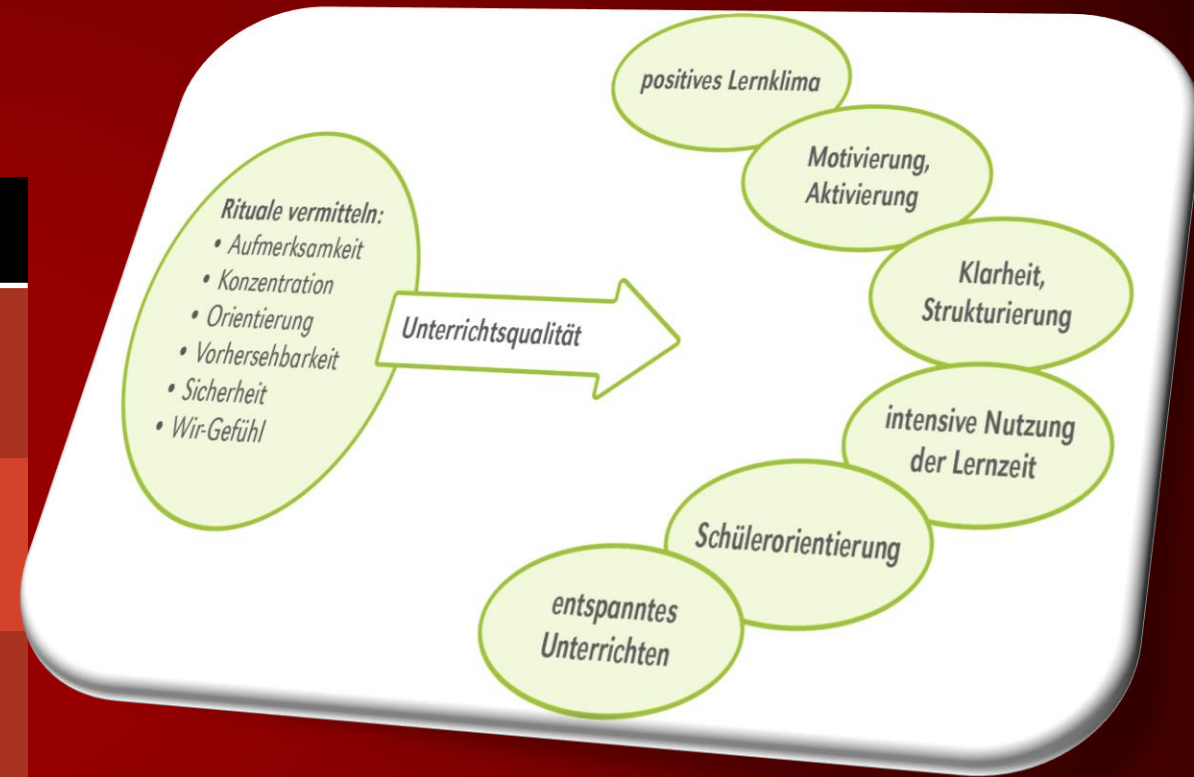 Rituale vermitteln:
• Aufmerksamkeit
• Konzentration
• Orientierung
• Vorhersehbarkeit
• Sicherheit
• Wir-Gefühl
Unterrichtsqualität
positives Lernklima
Motivierung,
Aktivierung
Klarheit,
Strukturierung
intensive Nutzung
der Lernzeit
Schülerorientierung
entspanntes
Unterrichten